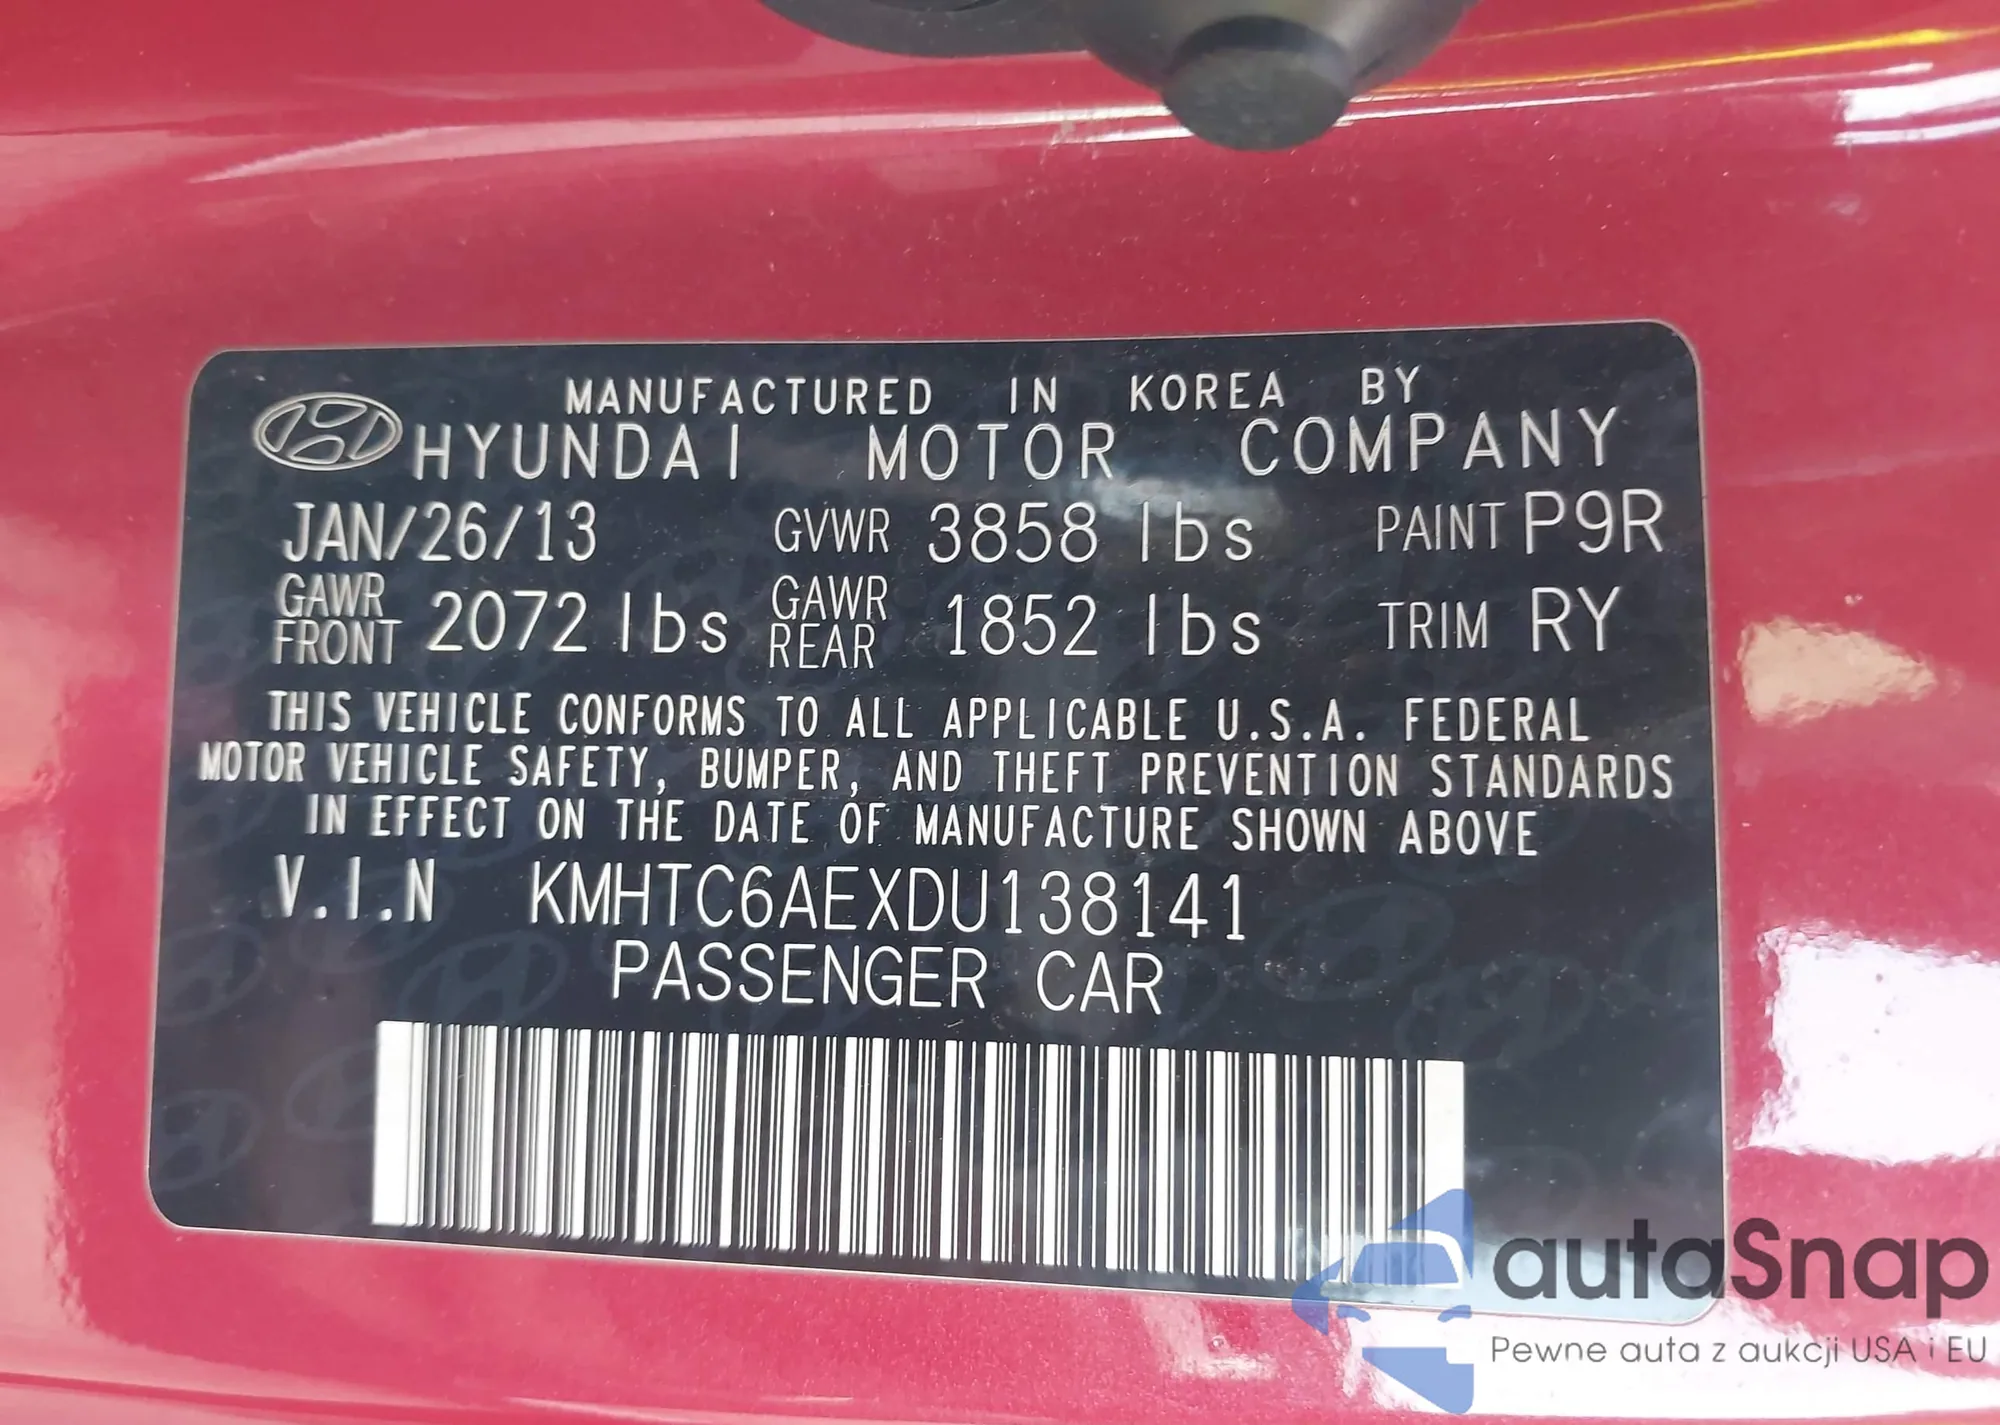 MANUFACTURED IN KOREA BY
HYUNDAI MOTOR COMPANY
JAN/26/13 GVWR 3858 lbs PAINT P9R
GAWR FRONT 2072 lbs GAWR REAR 1852 lbs TRIM RY
THIS VEHICLE CONFORMS TO ALL APPLICABLE U.S.A. FEDERAL
MOTOR VEHICLE SAFETY, BUMPER, AND THEFT PREVENTION STANDARDS
IN EFFECT ON THE DATE OF MANUFACTURE SHOWN ABOVE
V.I.N KMHTC6AEXDU138141
PASSENGER CAR
autaSnap
Pewne auta z aukcji USA i EU